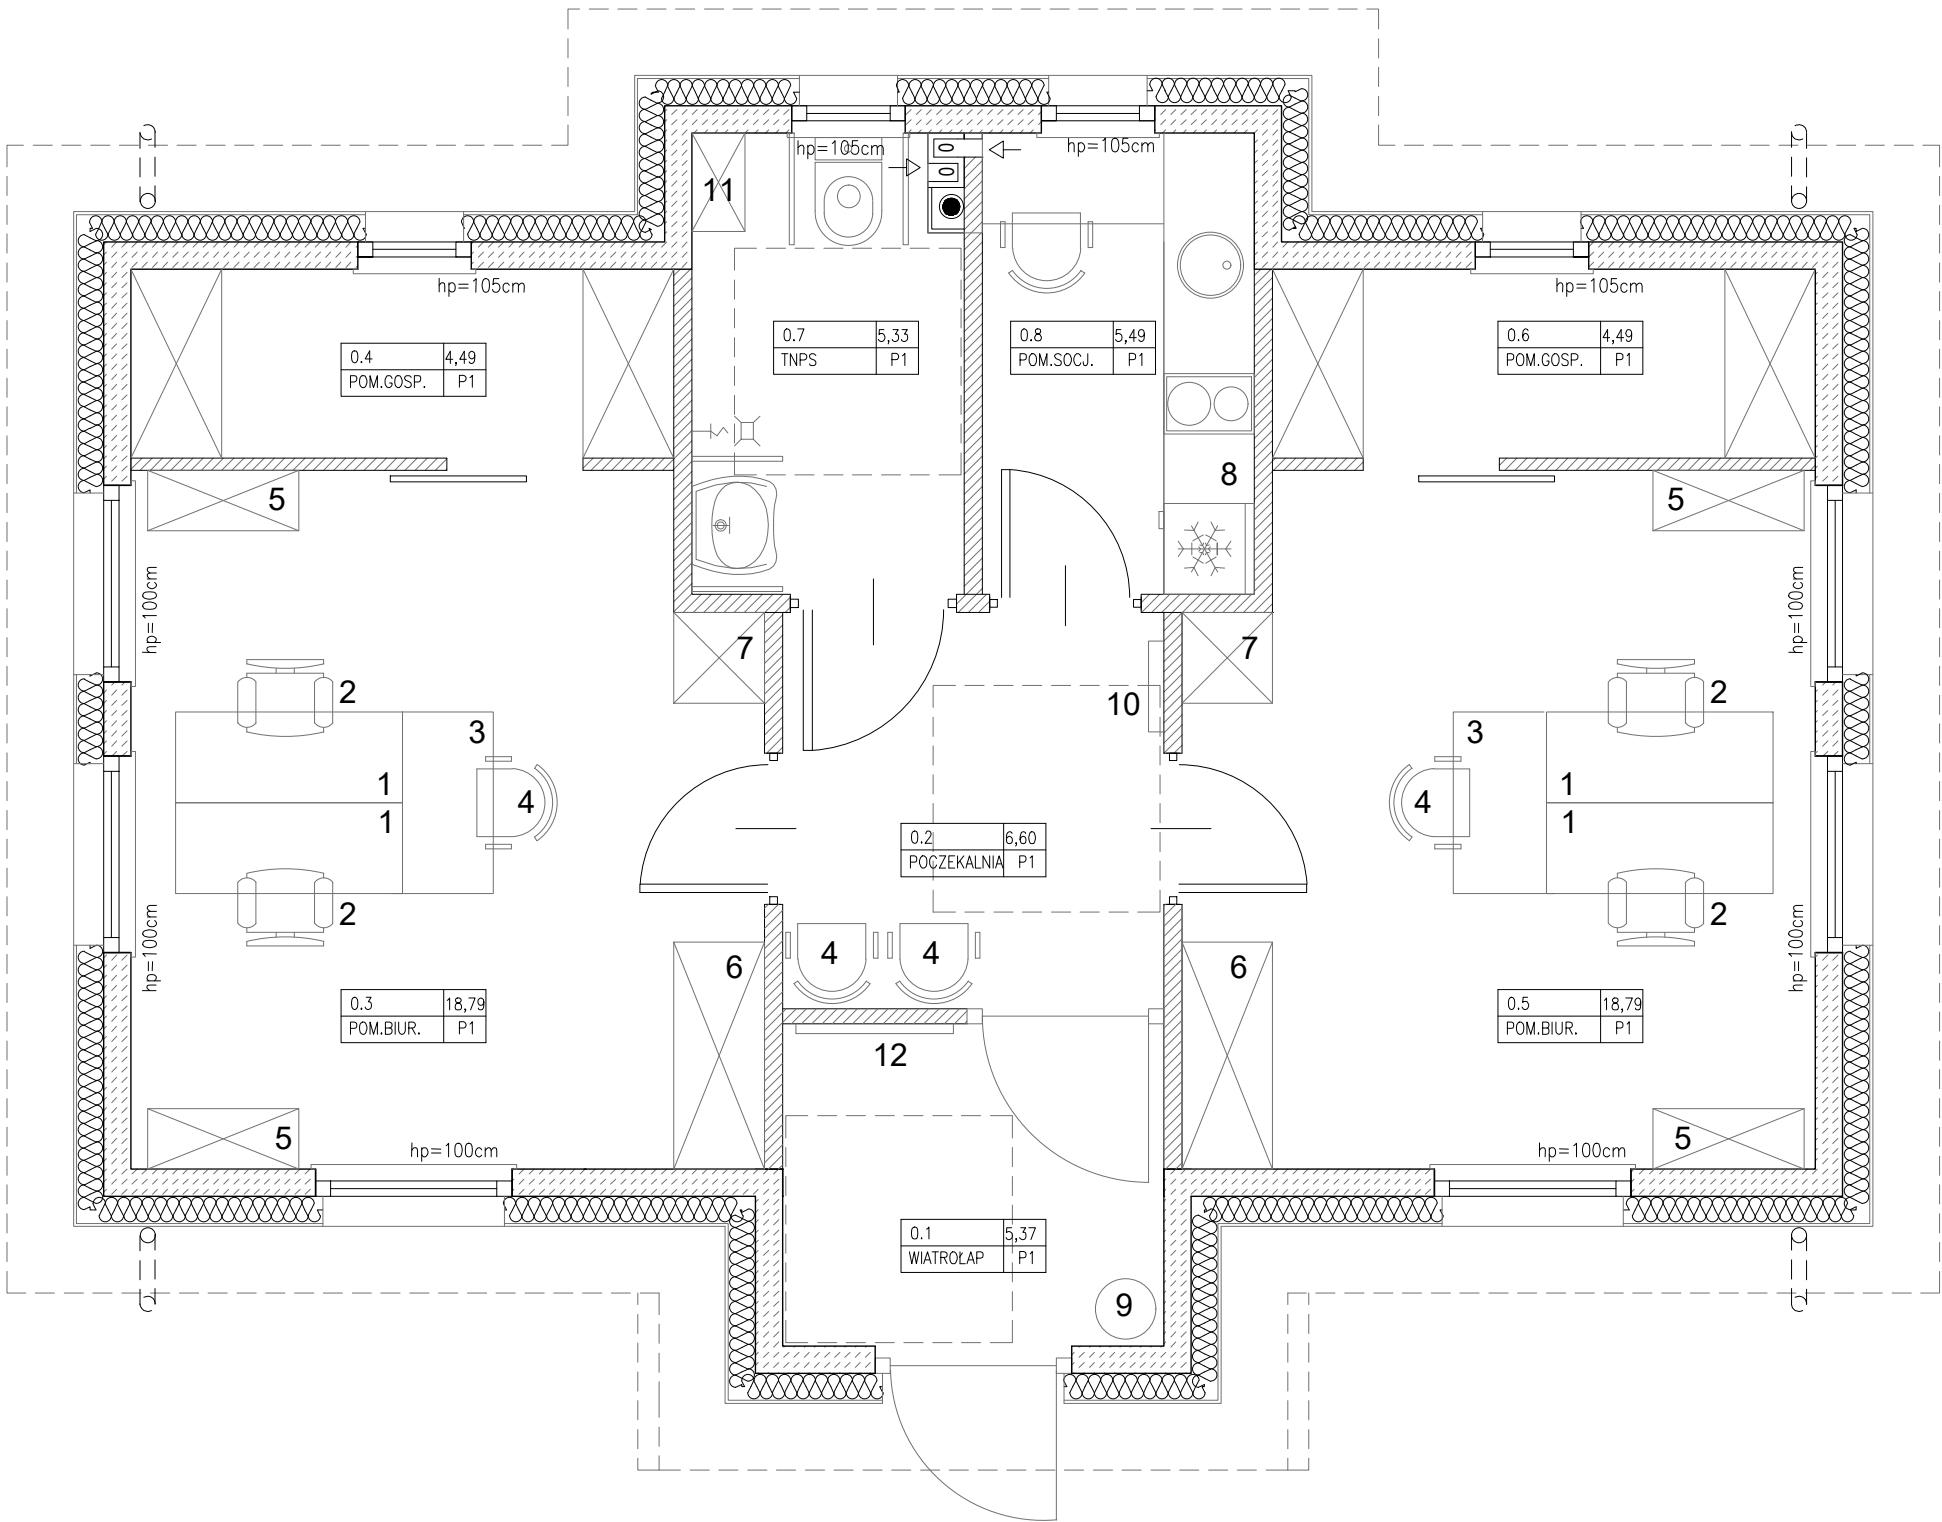 hp=105cm
hp=105cm
11
hp=105cm
hp=105cm
0.7 5,33
TNPS P1
0.8 5,49
POM.SOCJ. P1
0.6 4,49
POM.GOSP. P1
0.4 4,49
POM.GOSP. P1
8
5
5
hp=100cm
hp=100cm
7
7
2
10
2
3
3
1
4
4
1
1
1
0.2 6,60
POCZEKALNIA P1
2
2
hp=100cm
4
4
hp=100cm
6
6
0.3 18,79
POM.BIUR. P1
0.5 18,79
POM.BIUR. P1
12
5
hp=100cm
hp=100cm
5
0.1 5,37
WIATROŁAP P1
9